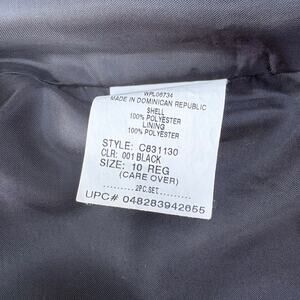 WPL06734
MADE IN DOMINICAN REPUBLIC
SHELL
100% POLYESTER
LINING
100% POLYESTER
STYLE: C831130
CLR: 001 BLACK
SIZE: 10 REG
(CARE OVER)
..........2PC.SET..........
UPC# 048283942655